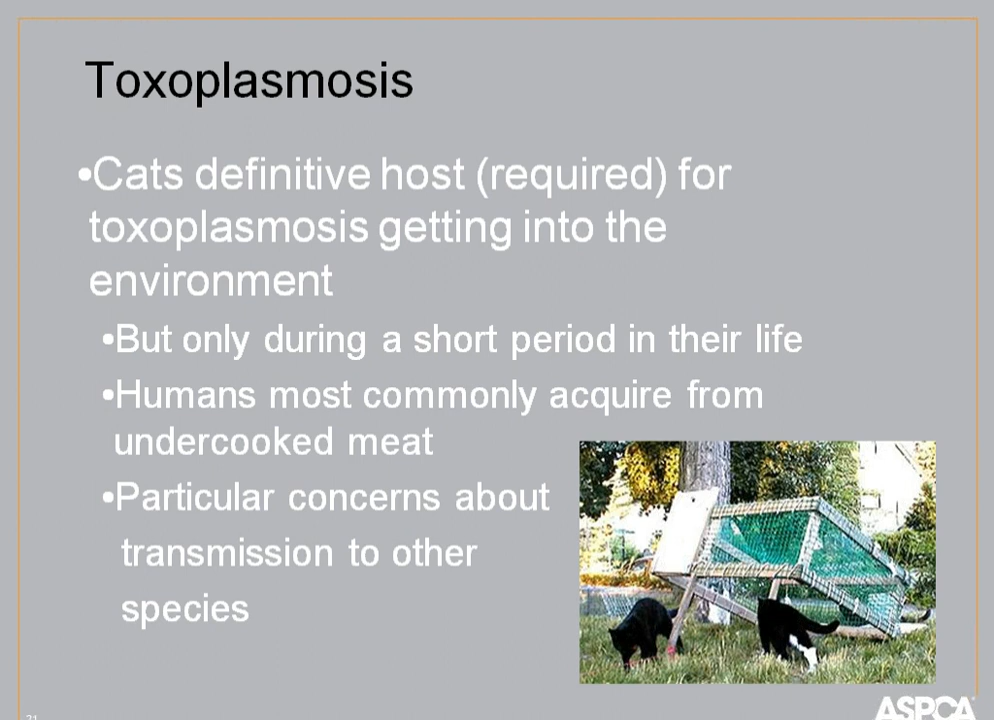 Toxoplasmosis
•Cats definitive host (required) for
toxoplasmosis getting into the
environment
•But only during a short period in their life
•Humans most commonly acquire from
undercooked meat
•Particular concerns about
transmission to other
species
21
ASPCA